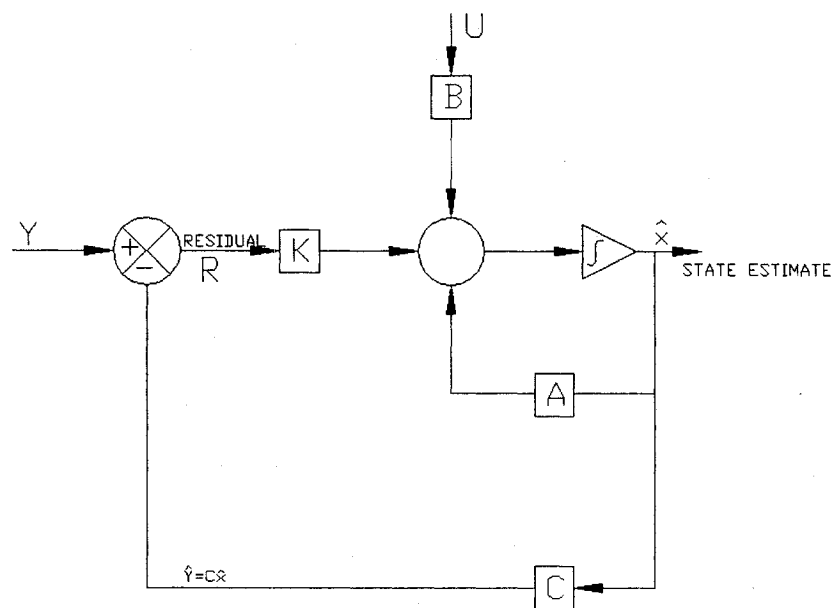 U
B
Y
+
−
RESIDUAL
R
K
∫
x̂
STATE ESTIMATE
A
Ŷ=Cx̂
C